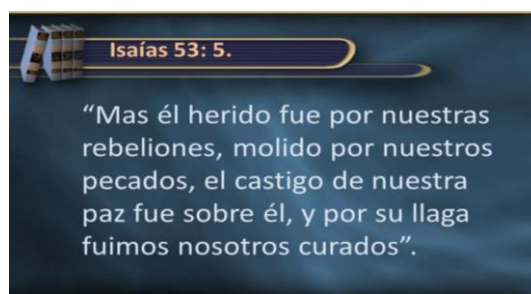 Isaías 53: 5.
“Mas él herido fue por nuestras
rebeliones, molido por nuestros
pecados, el castigo de nuestra
paz fue sobre él, y por su llaga
fuimos nosotros curados”.